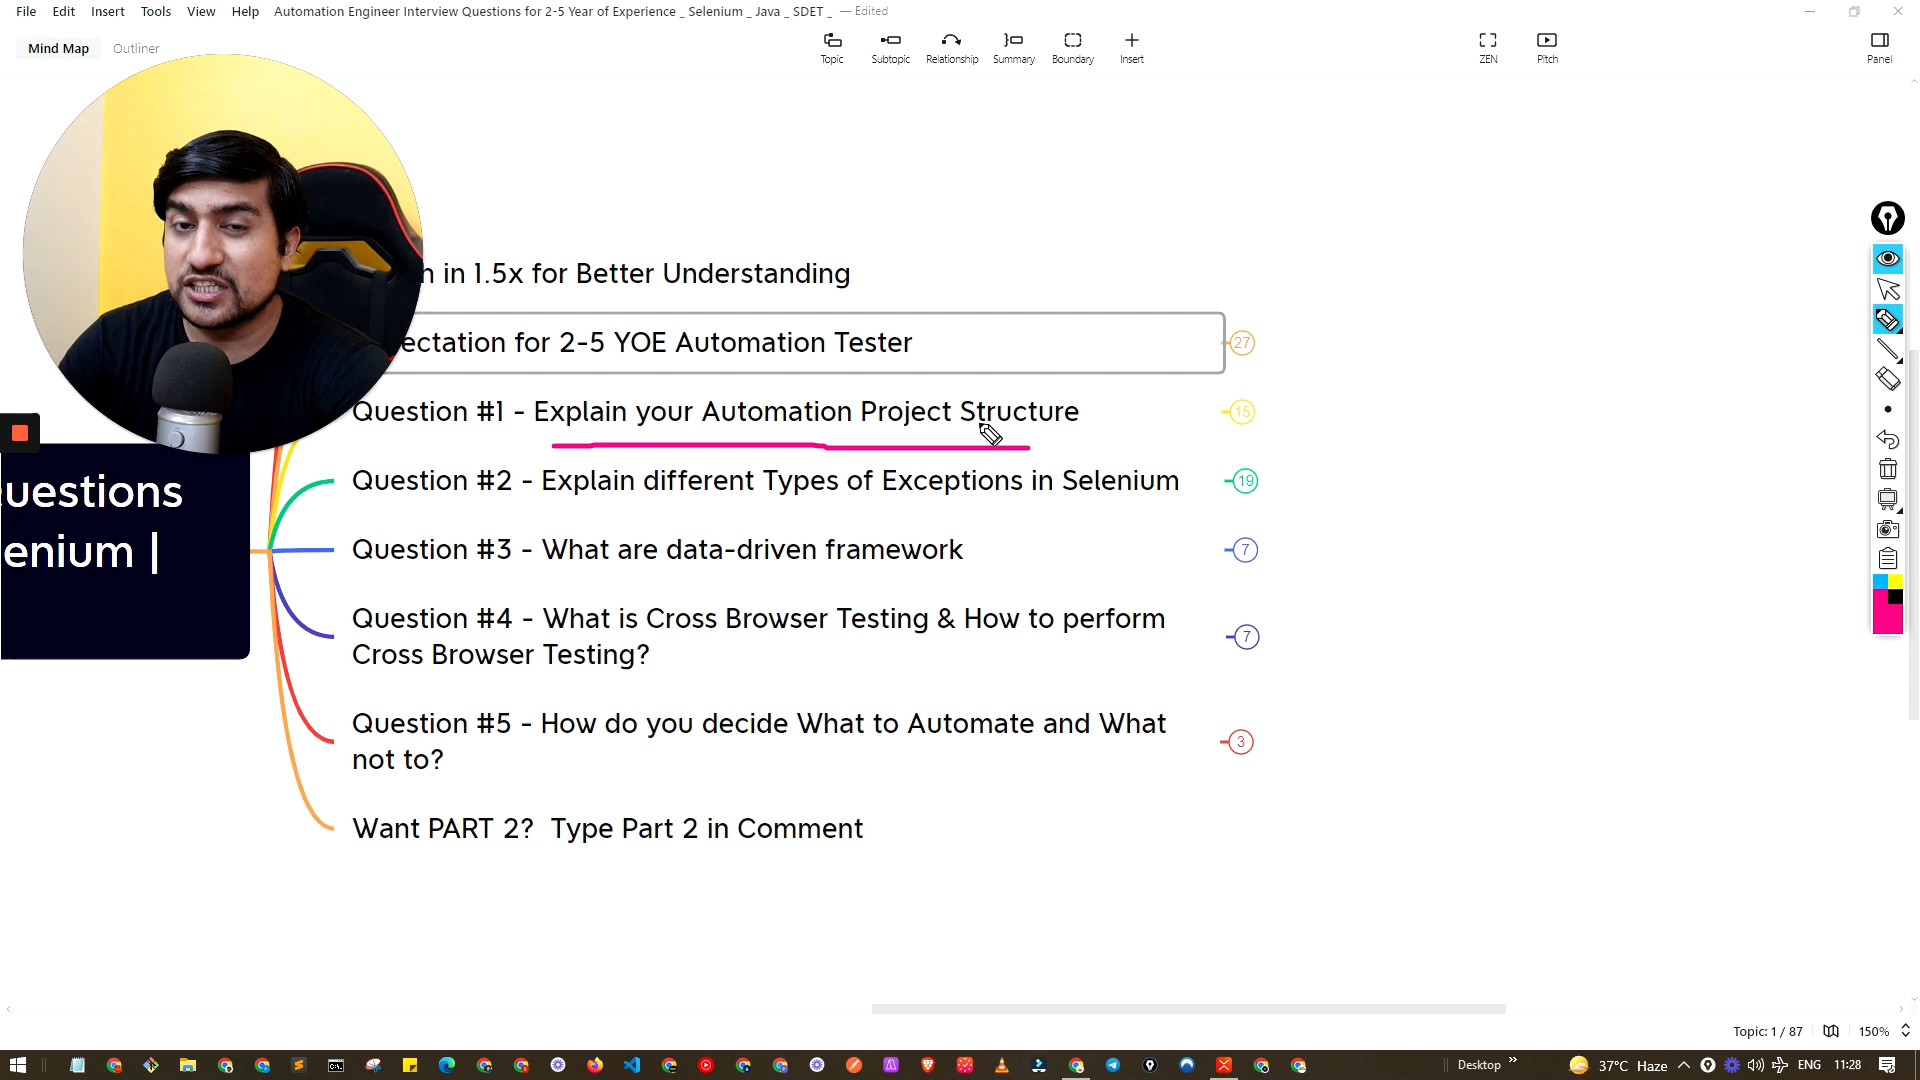 File Edit Insert Tools View Help Automation Engineer Interview Questions for 2-5 Year of Experience _ Selenium _ Java _ SDET _ — Edited
Mind Map Outliner
Topic Subtopic Relationship Summary Boundary Insert ZEN Pitch Panel
in 1.5x for Better Understanding
ectation for 2-5 YOE Automation Tester 27
Question #1 - Explain your Automation Project Structure 15
Question #2 - Explain different Types of Exceptions in Selenium 19
uestions
enium |
Question #3 - What are data-driven framework 7
Question #4 - What is Cross Browser Testing & How to perform
Cross Browser Testing? 7
Question #5 - How do you decide What to Automate and What
not to? 3
Want PART 2? Type Part 2 in Comment
Topic: 1 / 87 150%
Desktop 37°C Haze ENG 11:28